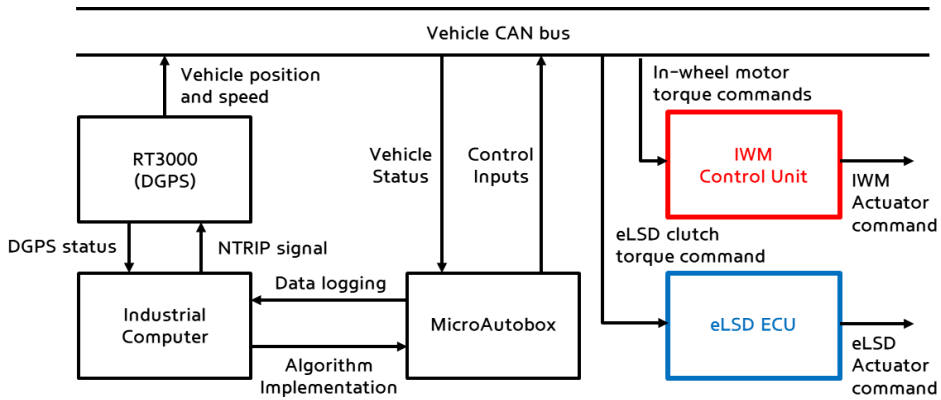 Vehicle CAN bus
Vehicle position
and speed
In-wheel motor
torque commands
RT3000
(DGPS)
Vehicle
Status
Control
Inputs
IWM
Control Unit
IWM
Actuator
command
DGPS status
NTRIP signal
eLSD clutch
torque command
Data logging
Industrial
Computer
MicroAutobox
eLSD ECU
Algorithm
Implementation
eLSD
Actuator
command